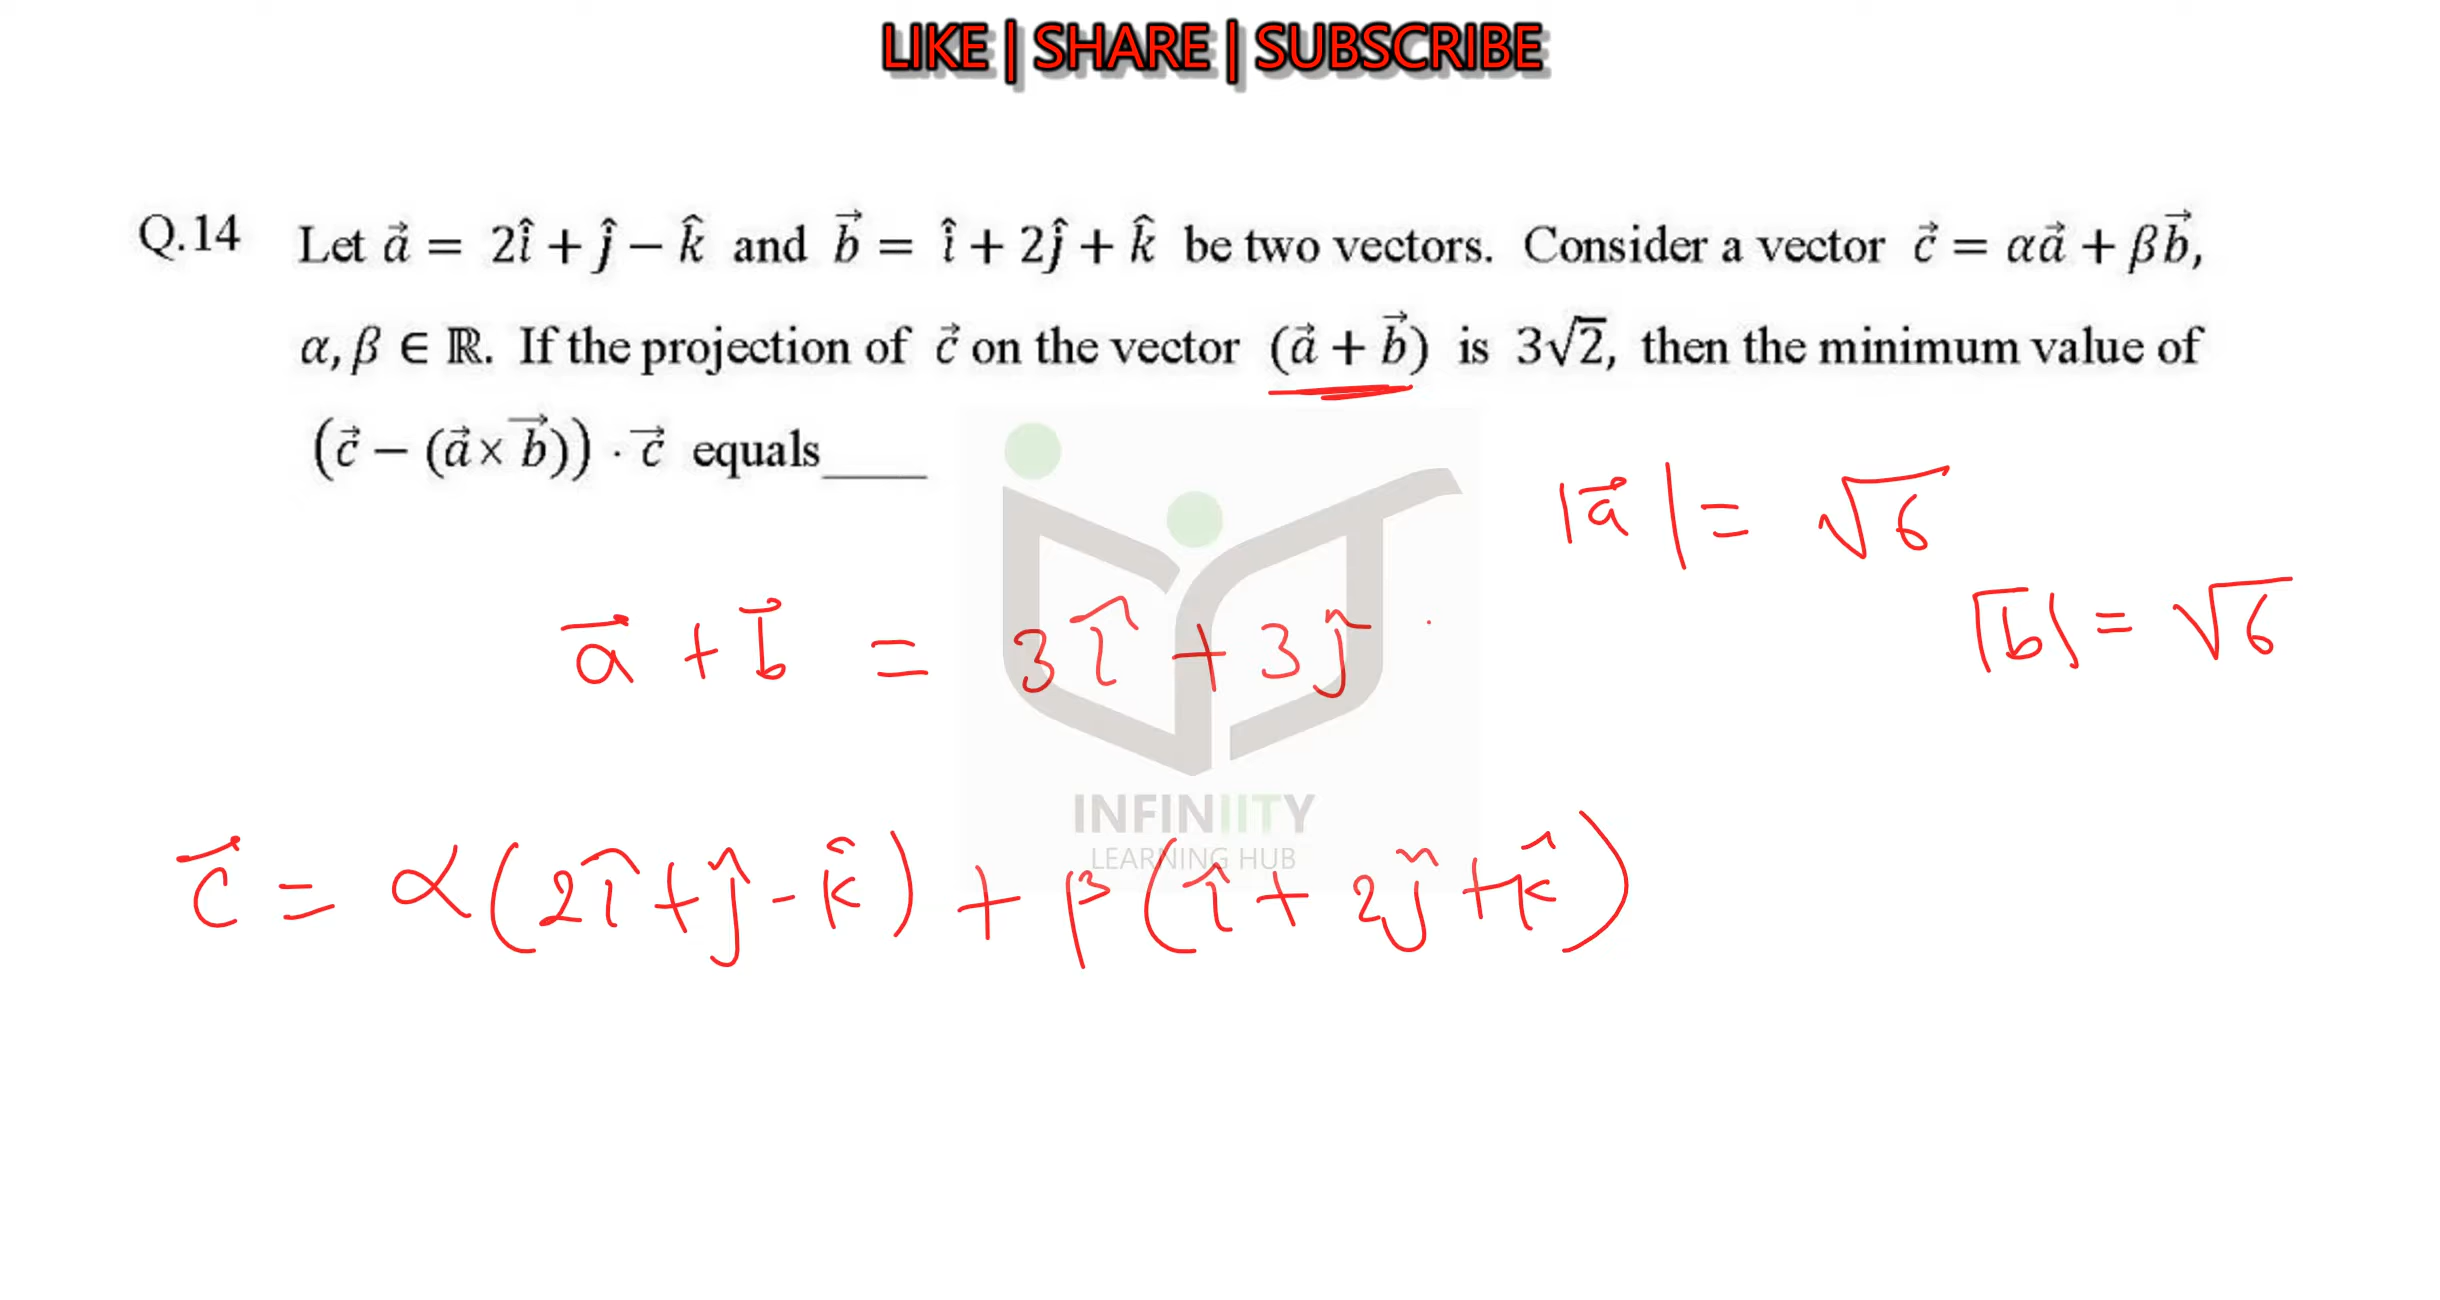 LIKE | SHARE | SUBSCRIBE
Q.14 Let a⃗ = 2î + ĵ − k̂ and b⃗ = î + 2ĵ + k̂ be two vectors. Consider a vector c⃗ = αa⃗ + βb⃗,
α, β ∈ ℝ. If the projection of c⃗ on the vector (a⃗ + b⃗) is 3√2, then the minimum value of
(c⃗ − (a⃗ × b⃗)) · c⃗ equals____
|a⃗| = √6
|b⃗| = √6
a⃗ + b⃗ = 3î + 3ĵ
INFINIITY
LEARNING HUB
c⃗ = α(2î + ĵ - k̂) + β(î + 2ĵ + k̂)